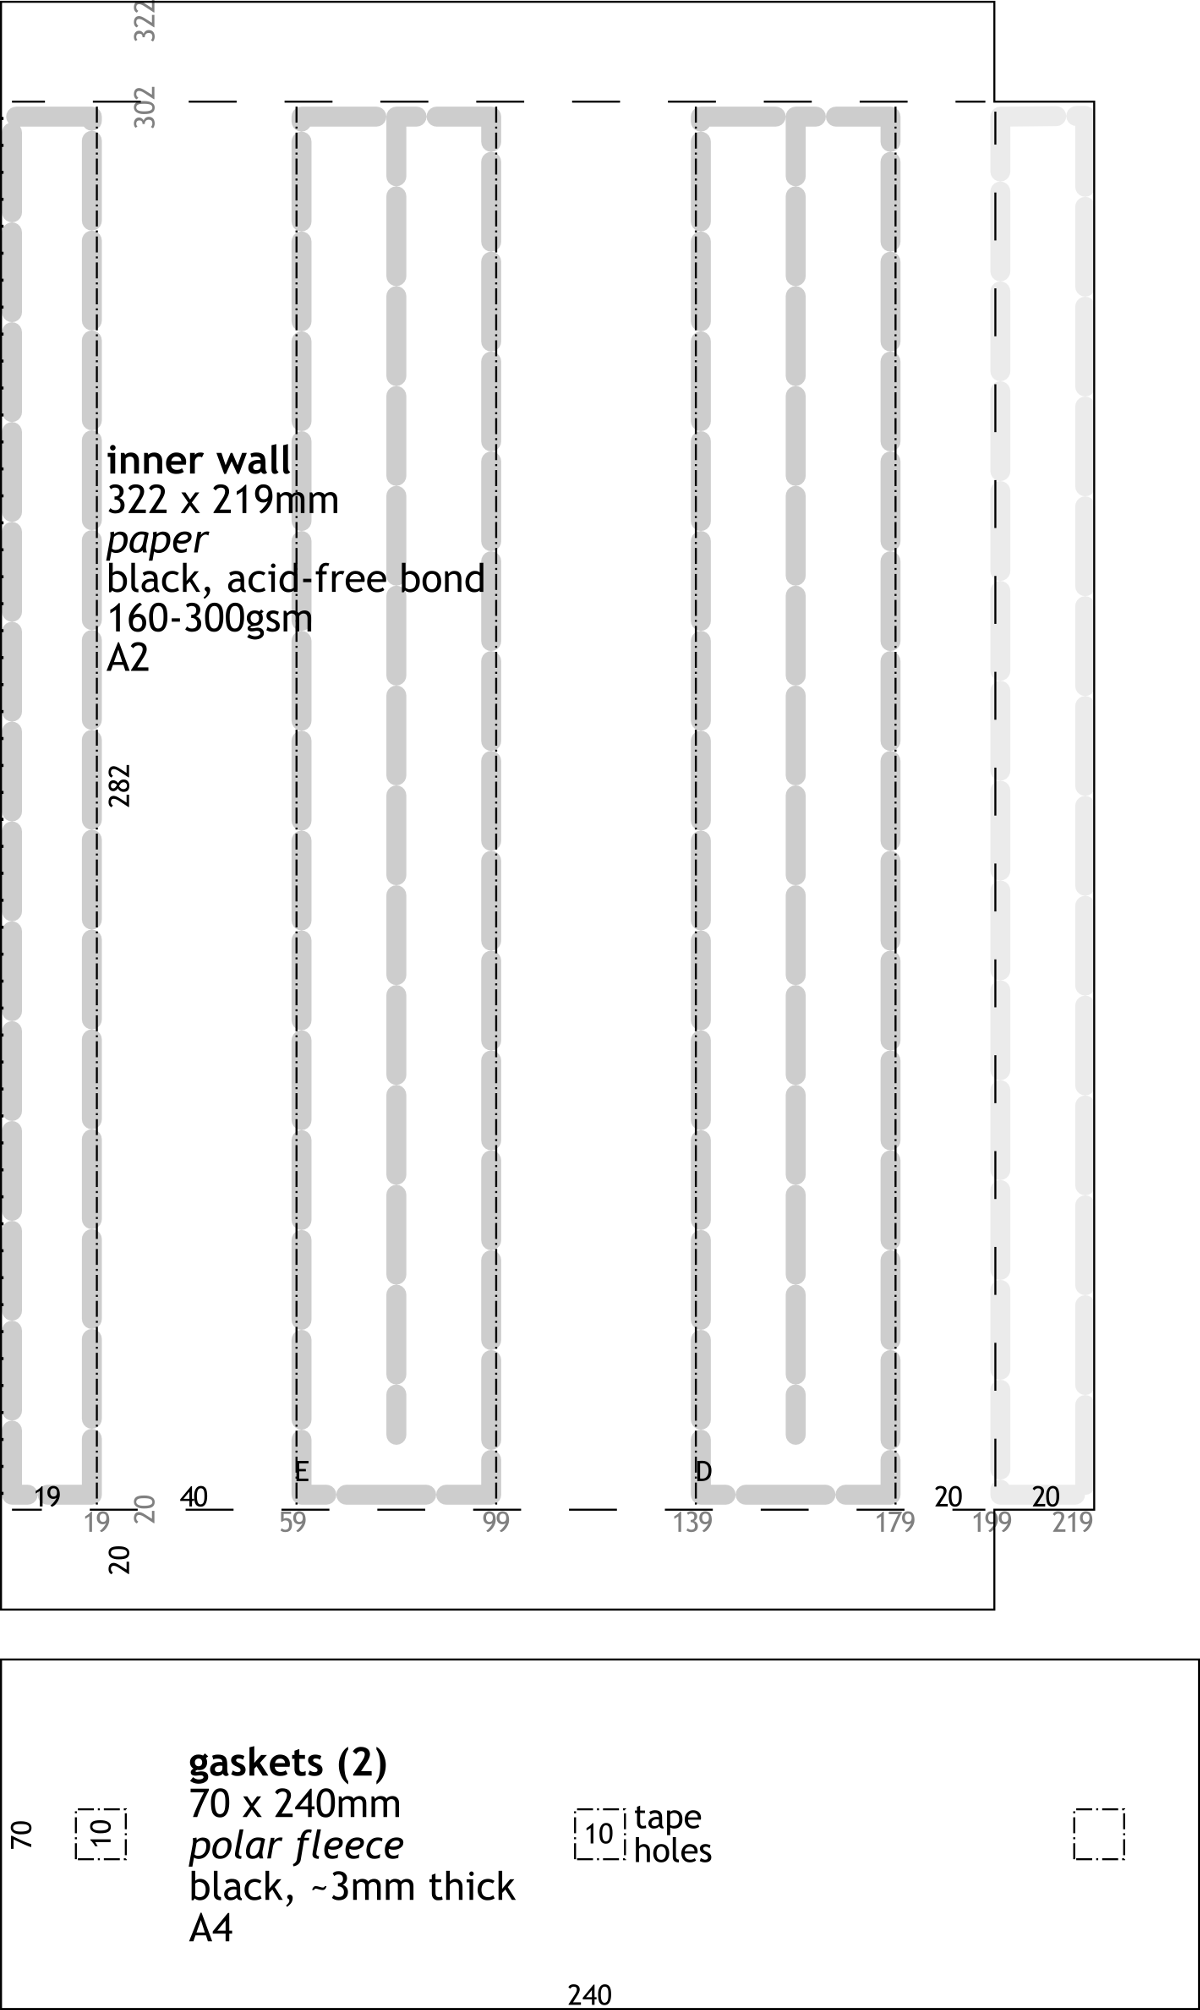 322
302
inner wall
322 x 219mm
paper
black, acid-free bond
160-300gsm
A2
282
E
D
19
40
20
20
20
19
59
99
139
179
199
219
20
gaskets (2)
70 x 240mm
polar fleece
black, ~3mm thick
A4
70
10
10
tape
holes
240